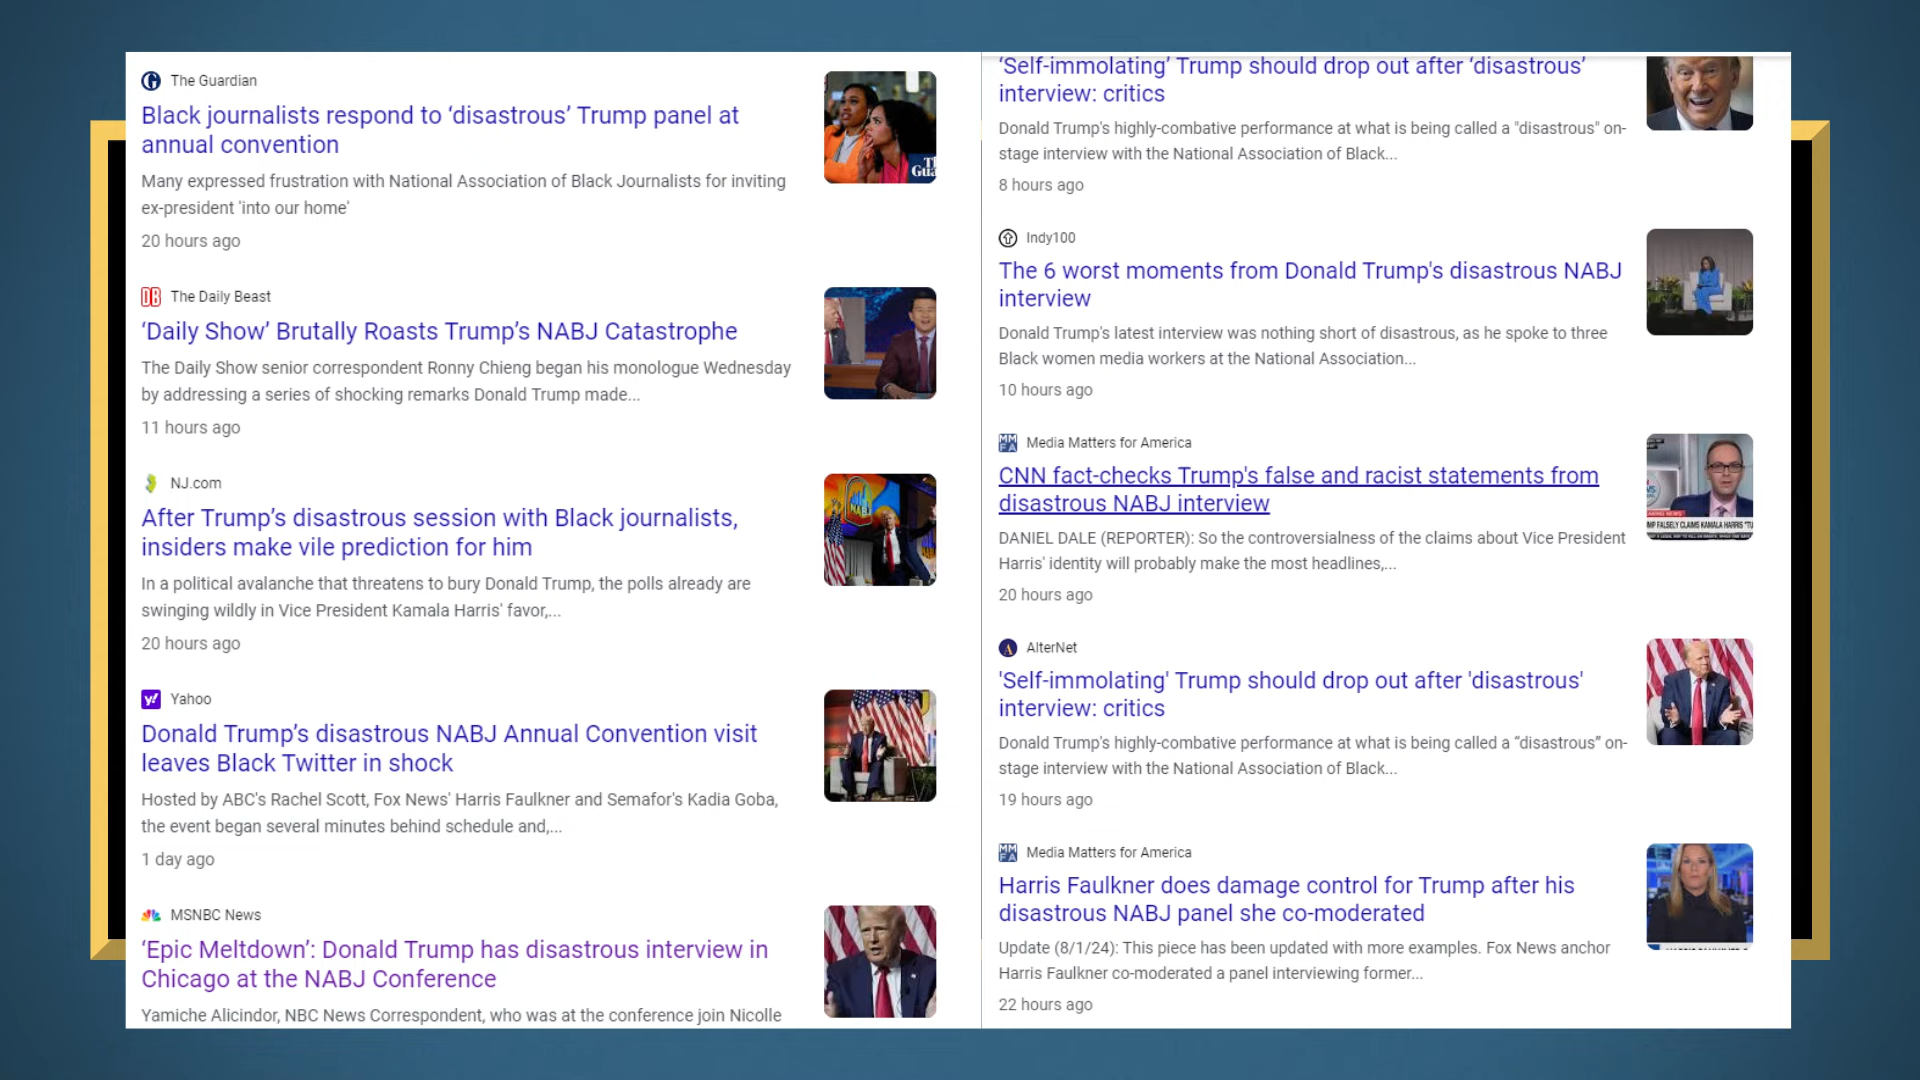 The Guardian
Black journalists respond to ‘disastrous’ Trump panel at
annual convention
Many expressed frustration with National Association of Black Journalists for inviting
ex-president 'into our home'
20 hours ago
The Daily Beast
‘Daily Show’ Brutally Roasts Trump’s NABJ Catastrophe
The Daily Show senior correspondent Ronny Chieng began his monologue Wednesday
by addressing a series of shocking remarks Donald Trump made...
11 hours ago
NJ.com
After Trump’s disastrous session with Black journalists,
insiders make vile prediction for him
In a political avalanche that threatens to bury Donald Trump, the polls already are
swinging wildly in Vice President Kamala Harris' favor,...
20 hours ago
Yahoo
Donald Trump’s disastrous NABJ Annual Convention visit
leaves Black Twitter in shock
Hosted by ABC's Rachel Scott, Fox News' Harris Faulkner and Semafor's Kadia Goba,
the event began several minutes behind schedule and,...
1 day ago
MSNBC News
‘Epic Meltdown’: Donald Trump has disastrous interview in
Chicago at the NABJ Conference
Yamiche Alicindor, NBC News Correspondent, who was at the conference join Nicolle
‘Self-immolating’ Trump should drop out after ‘disastrous’
interview: critics
Donald Trump's highly-combative performance at what is being called a "disastrous" on-
stage interview with the National Association of Black...
8 hours ago
Indy100
The 6 worst moments from Donald Trump's disastrous NABJ
interview
Donald Trump's latest interview was nothing short of disastrous, as he spoke to three
Black women media workers at the National Association...
10 hours ago
Media Matters for America
CNN fact-checks Trump's false and racist statements from
disastrous NABJ interview
DANIEL DALE (REPORTER): So the controversialness of the claims about Vice President
Harris' identity will probably make the most headlines,...
20 hours ago
AlterNet
'Self-immolating' Trump should drop out after 'disastrous'
interview: critics
Donald Trump's highly-combative performance at what is being called a “disastrous” on-
stage interview with the National Association of Black...
19 hours ago
Media Matters for America
Harris Faulkner does damage control for Trump after his
disastrous NABJ panel she co-moderated
Update (8/1/24): This piece has been updated with more examples. Fox News anchor
Harris Faulkner co-moderated a panel interviewing former...
22 hours ago